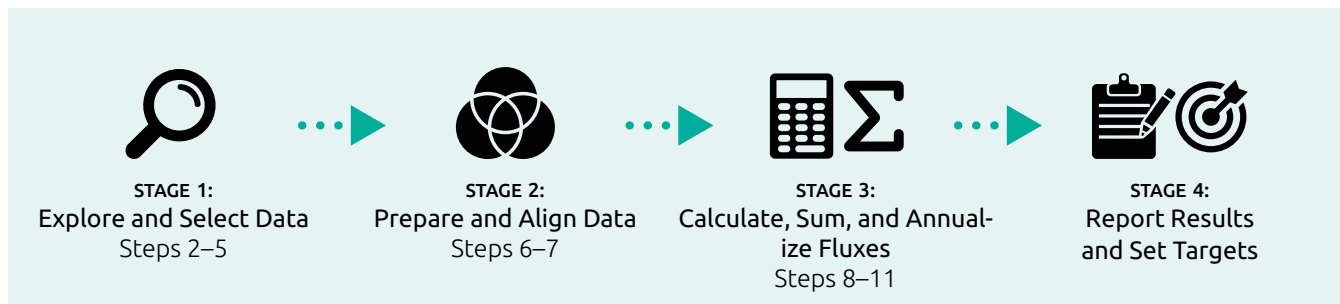 STAGE 1:
Explore and Select Data
Steps 2–5
STAGE 2:
Prepare and Align Data
Steps 6–7
STAGE 3:
Calculate, Sum, and Annual-
ize Fluxes
Steps 8–11
STAGE 4:
Report Results
and Set Targets